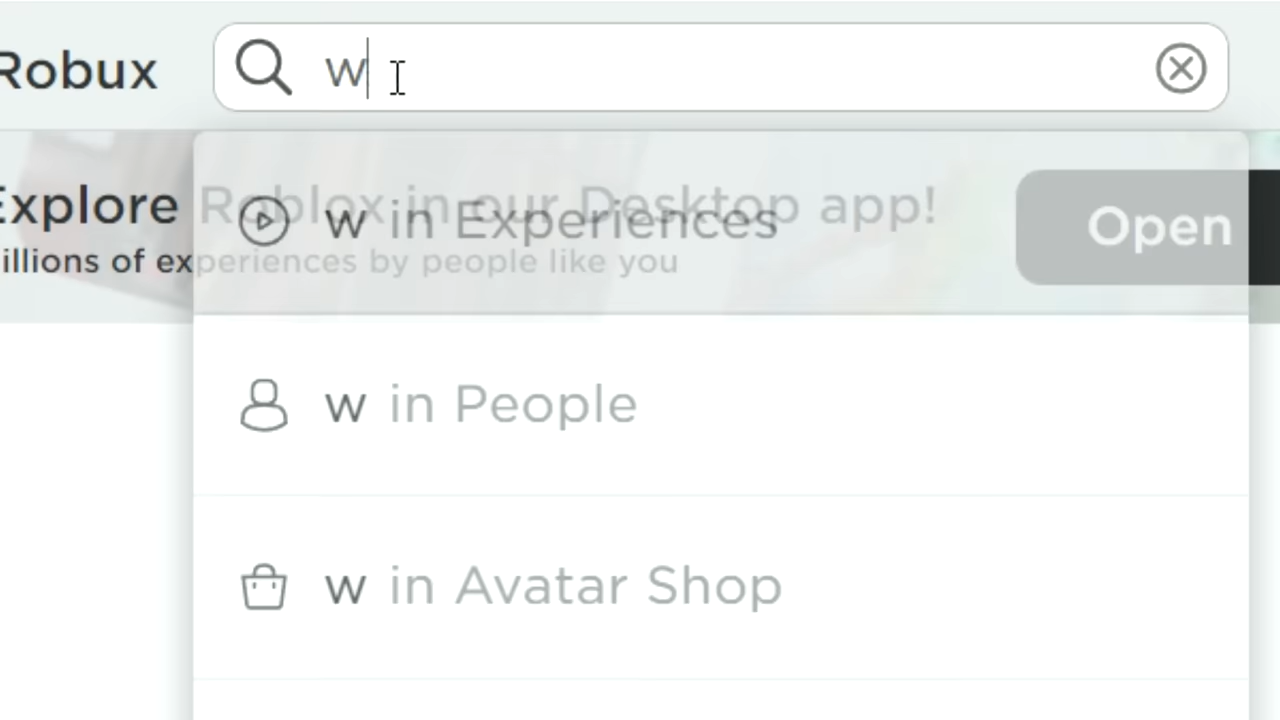 Robux
w
Explore Roblox in our Desktop app!
w in Experiences
Open
illions of experiences by people like you
w in People
w in Avatar Shop